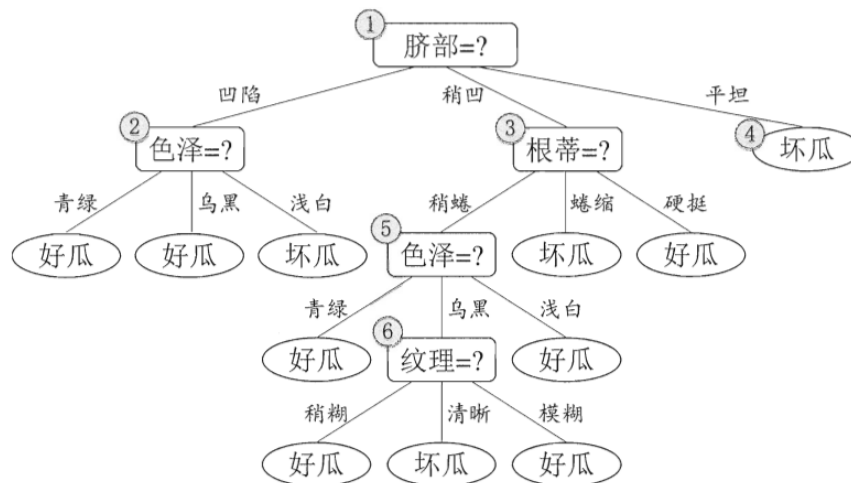 ①
脐部=?
凹陷 稍凹 平坦
② ③ ④
色泽=? 根蒂=? 坏瓜
青绿 乌黑 浅白 稍蜷 蜷缩 硬挺
⑤
好瓜 好瓜 坏瓜 色泽=? 坏瓜 好瓜
青绿 乌黑 浅白
⑥
好瓜 纹理=? 好瓜
稍糊 清晰 模糊
好瓜 坏瓜 好瓜